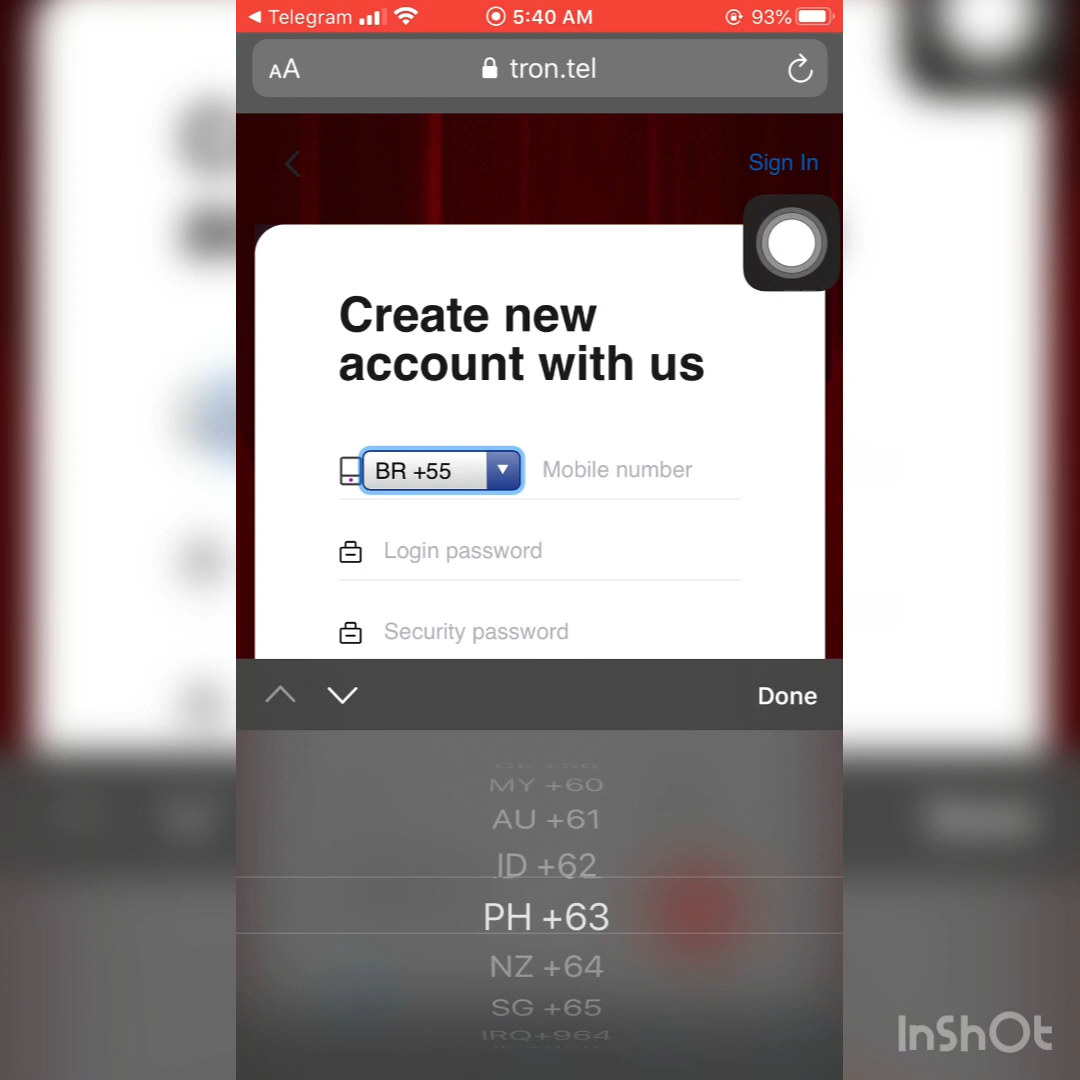 Telegram 5:40 AM 93%
AA tron.tel
Sign In
Create new
account with us
BR +55 Mobile number
Login password
Security password
Done
CL +56
MY +60
AU +61
ID +62
PH +63
NZ +64
SG +65
IRQ+964
InShOt